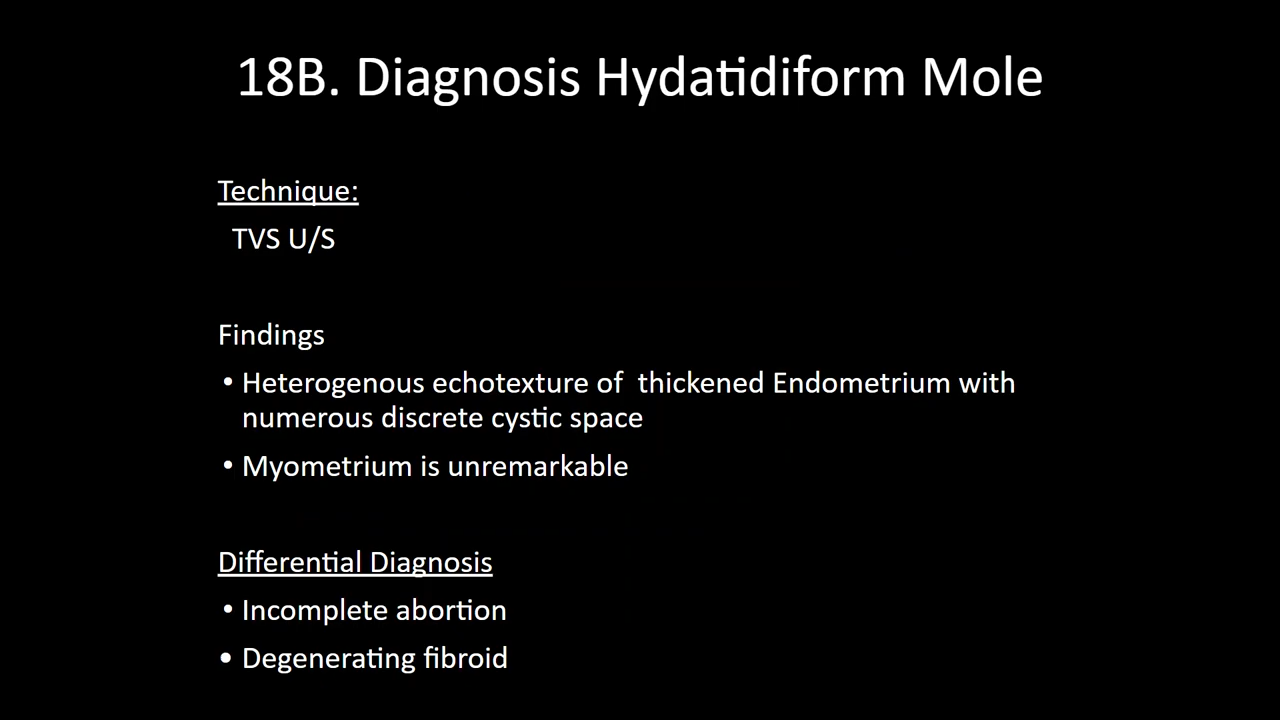 18B. Diagnosis Hydatidiform Mole
Technique:
TVS U/S
Findings
• Heterogenous echotexture of  thickened Endometrium with
numerous discrete cystic space
• Myometrium is unremarkable
Differential Diagnosis
• Incomplete abortion
• Degenerating fibroid